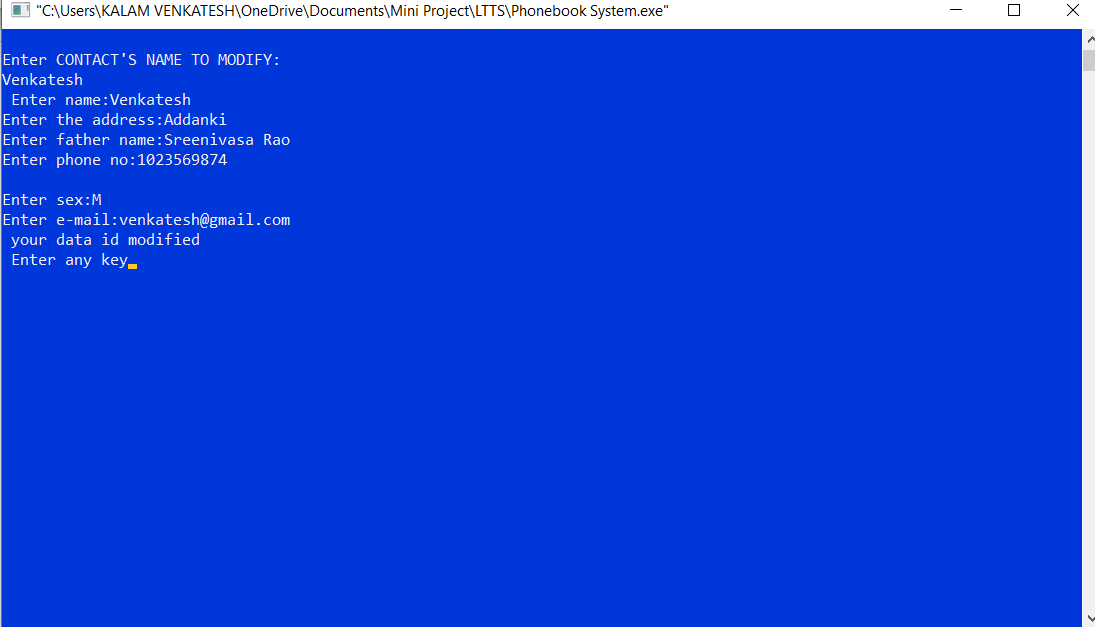 "C:\Users\KALAM VENKATESH\OneDrive\Documents\Mini Project\LTTS\Phonebook System.exe"
Enter CONTACT'S NAME TO MODIFY:
Venkatesh
 Enter name:Venkatesh
Enter the address:Addanki
Enter father name:Sreenivasa Rao
Enter phone no:1023569874
Enter sex:M
Enter e-mail:venkatesh@gmail.com
 your data id modified
 Enter any key